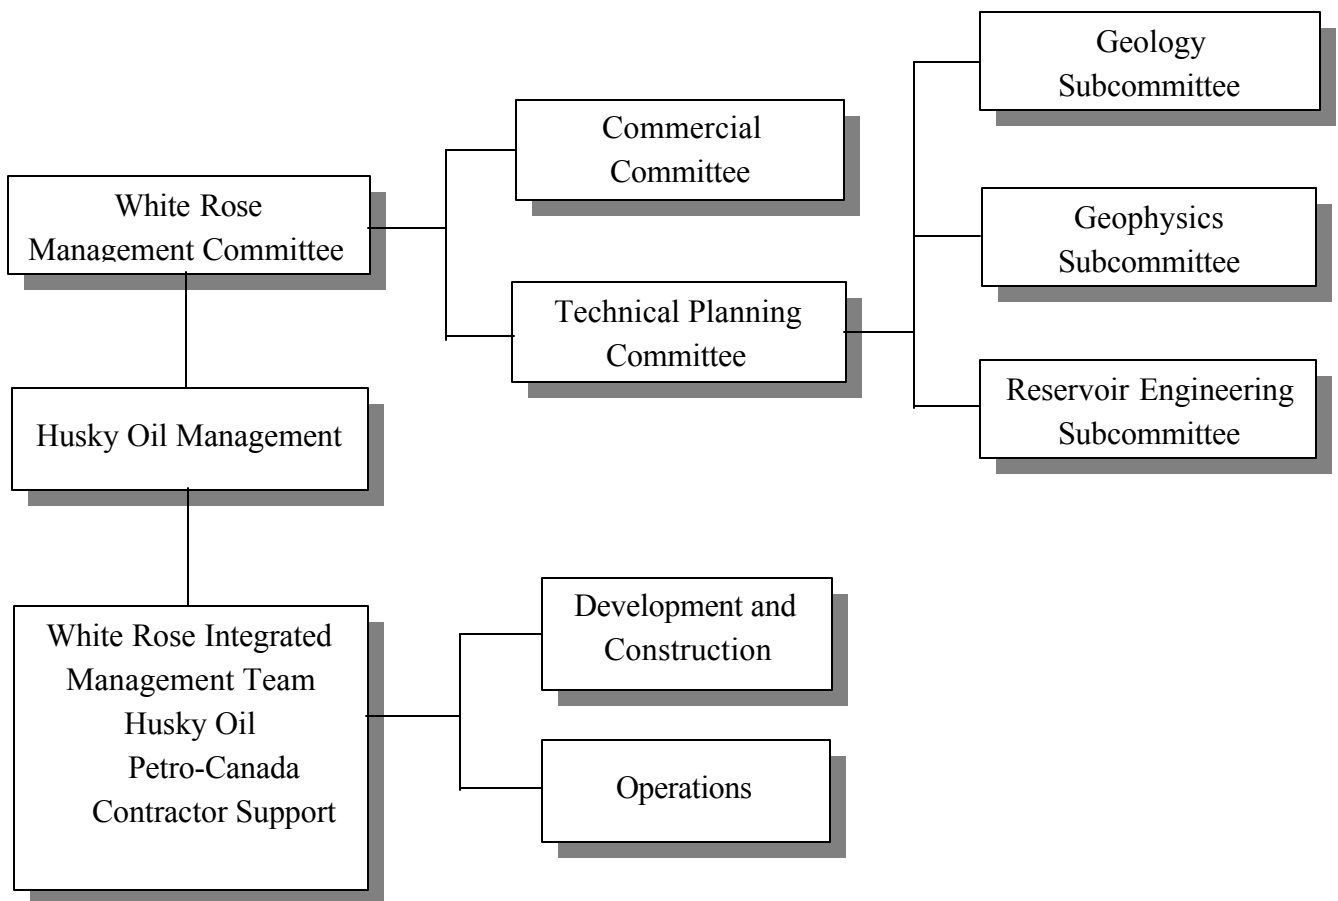 Geology
Subcommittee
Commercial
Committee
White Rose
Management Committee
Geophysics
Subcommittee
Technical Planning
Committee
Reservoir Engineering
Subcommittee
Husky Oil Management
White Rose Integrated
Management Team
Husky Oil
Petro-Canada
Contractor Support
Development and
Construction
Operations